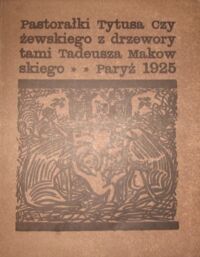 Pastorałki Tytusa Czy
żewskiego z drzewory
tami Tadeusza Makow
skiego * * Paryż 1925